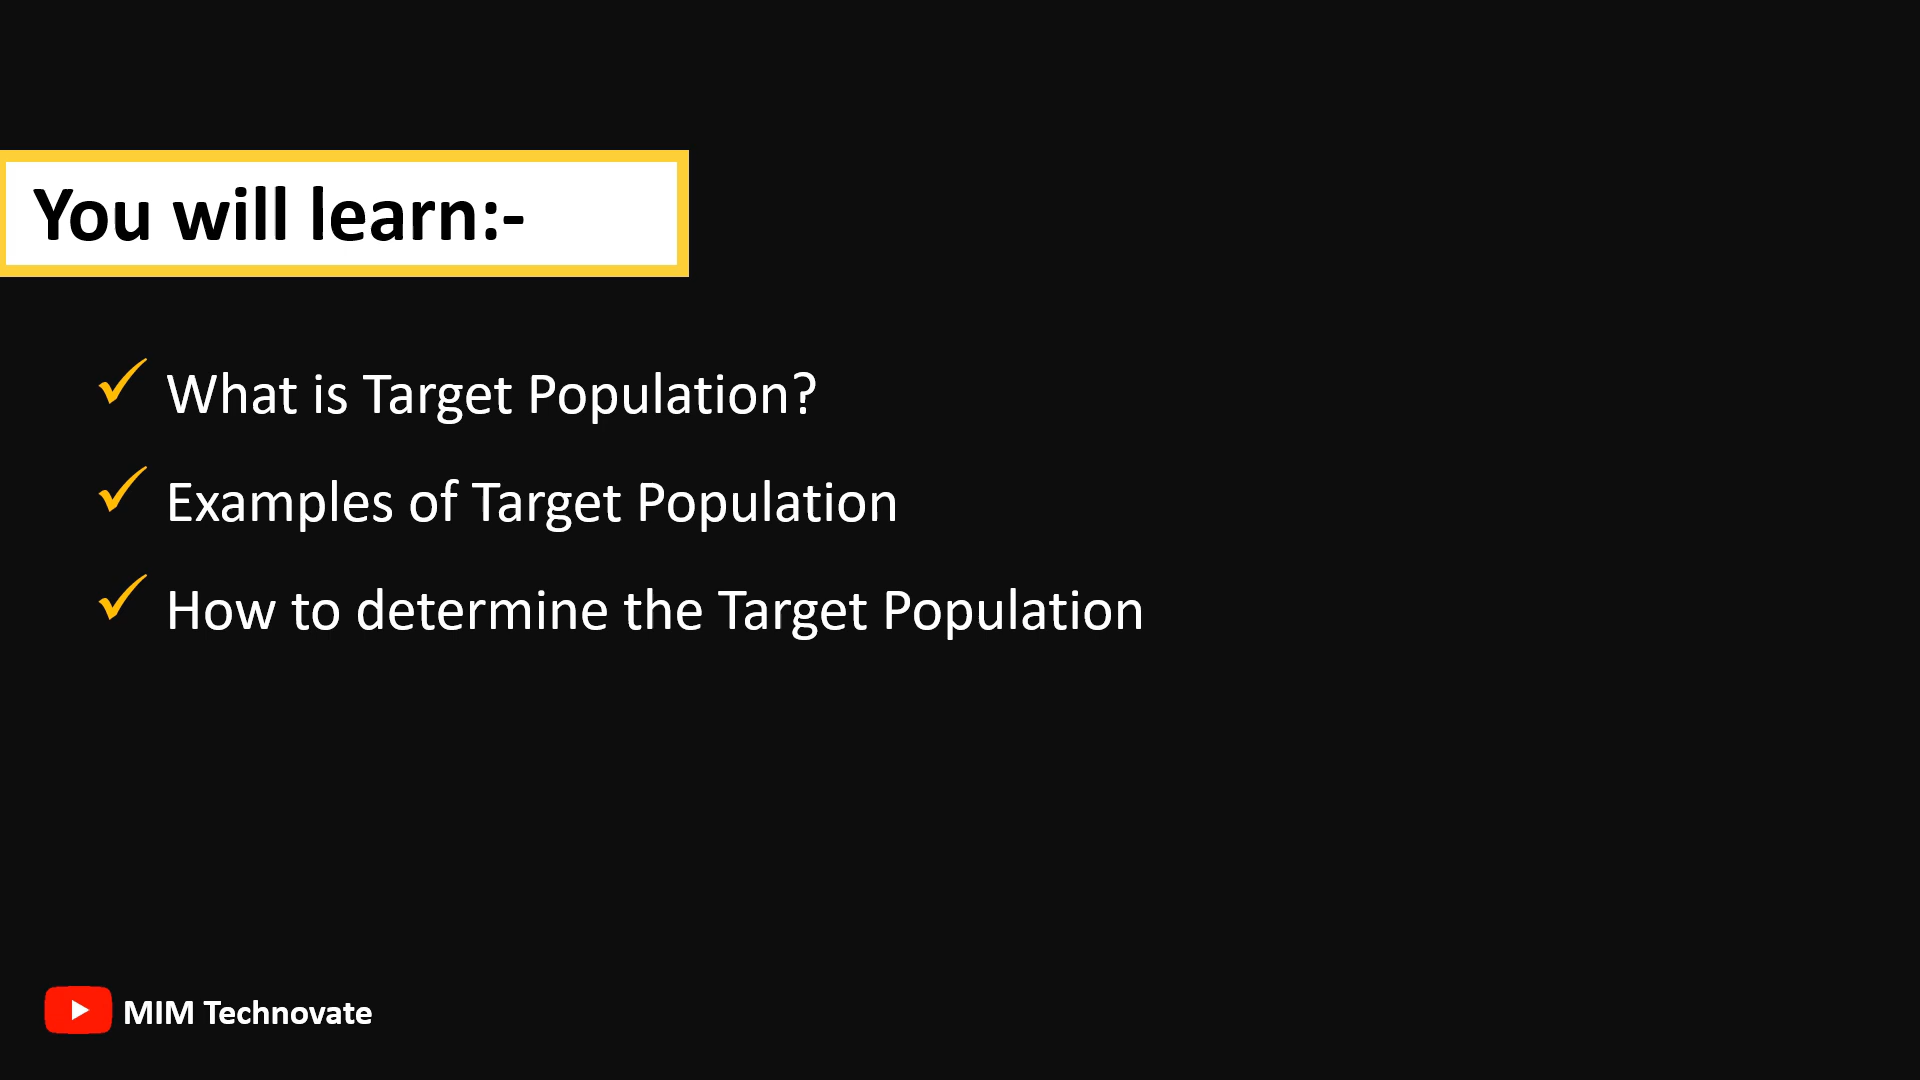 You will learn:-
What is Target Population?
Examples of Target Population
How to determine the Target Population
MIM Technovate